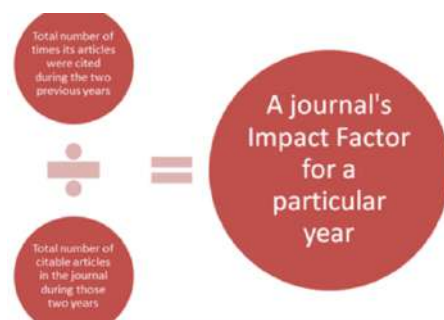 Total number of
times its articles
were cited
during the two
previous years
÷
=
A journal's
Impact Factor
for a
particular
year
Total number of
citable articles
in the journal
during those
two years